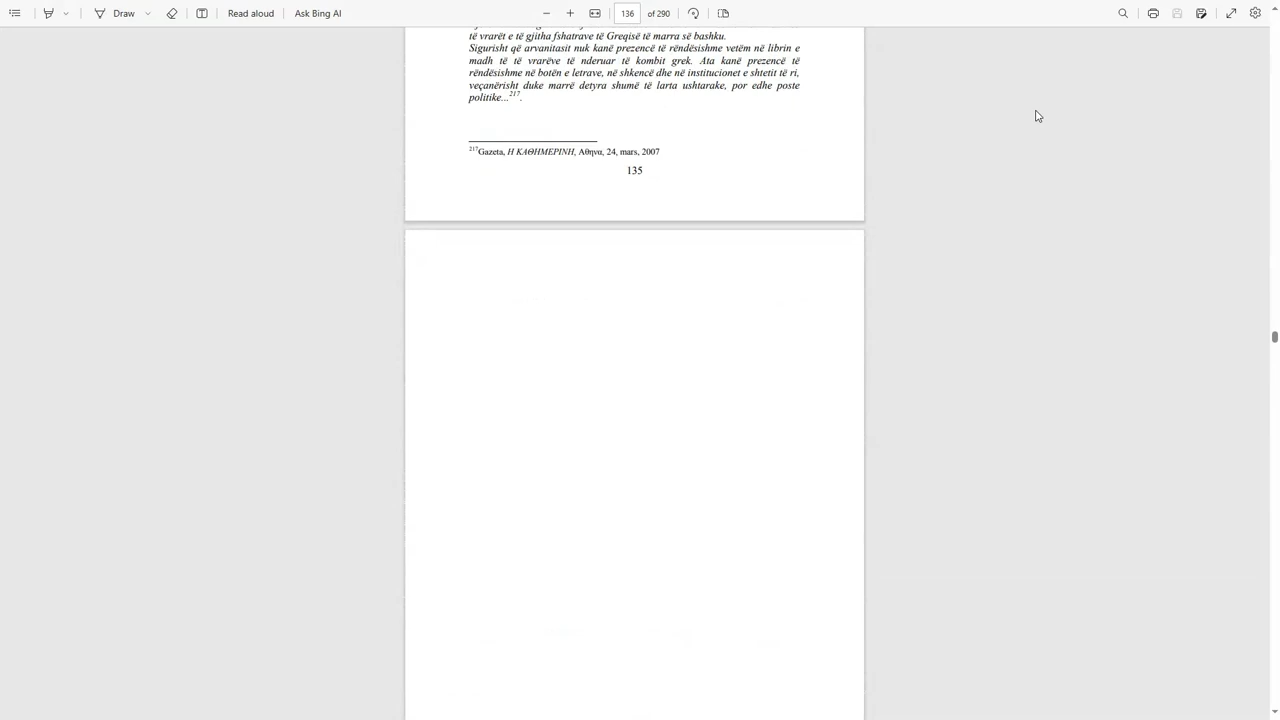 Draw
136 of 290
Read aloud
Ask Bing AI
të vrarët e të gjitha fshatrave të Greqisë të marra së bashku.
Sigurisht që arvanitasit nuk kanë prezencë të rëndësishme vetëm në librin e
madh të të vrarëve të nderuar të kombit grek. Ata kanë prezencë të
rëndësishme në botën e letrave, në shkencë dhe në institucionet e shtetit të ri,
veçanërisht duke marrë detyra shumë të larta ushtarake, por edhe poste
politike...217.
217Gazeta, Η ΚΑΘΗΜΕΡΙΝΗ, Αθηνα, 24, mars, 2007
135